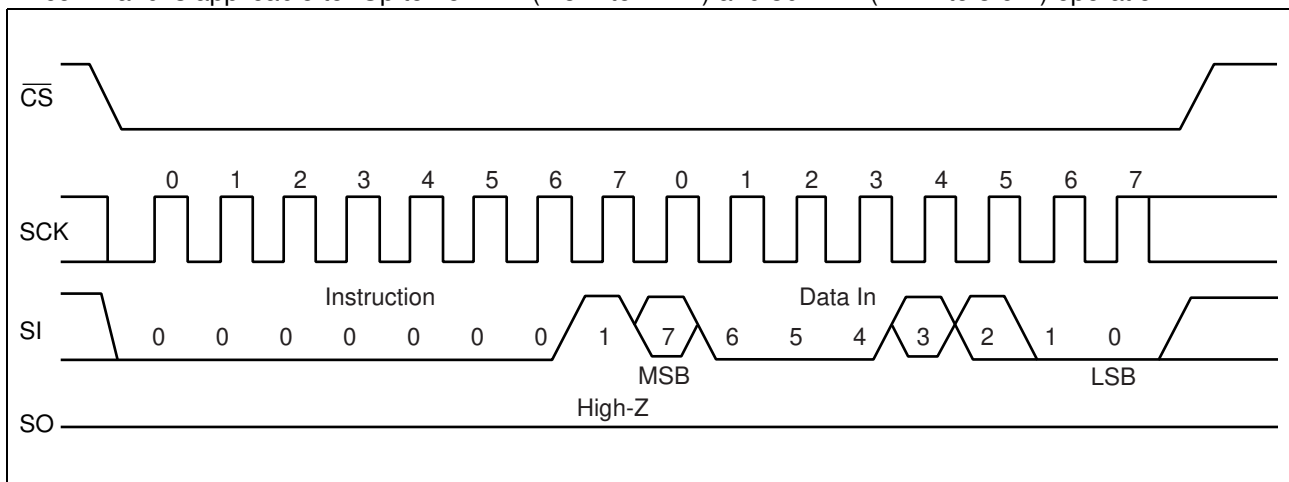 CS
0 1 2 3 4 5 6 7 0 1 2 3 4 5 6 7
SCK
Instruction Data In
SI
0 0 0 0 0 0 0 1 7 6 5 4 3 2 1 0
MSB LSB
High-Z
SO